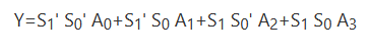 Y=S₁' S₀' A₀+S₁' S₀ A₁+S₁ S₀' A₂+S₁ S₀ A₃